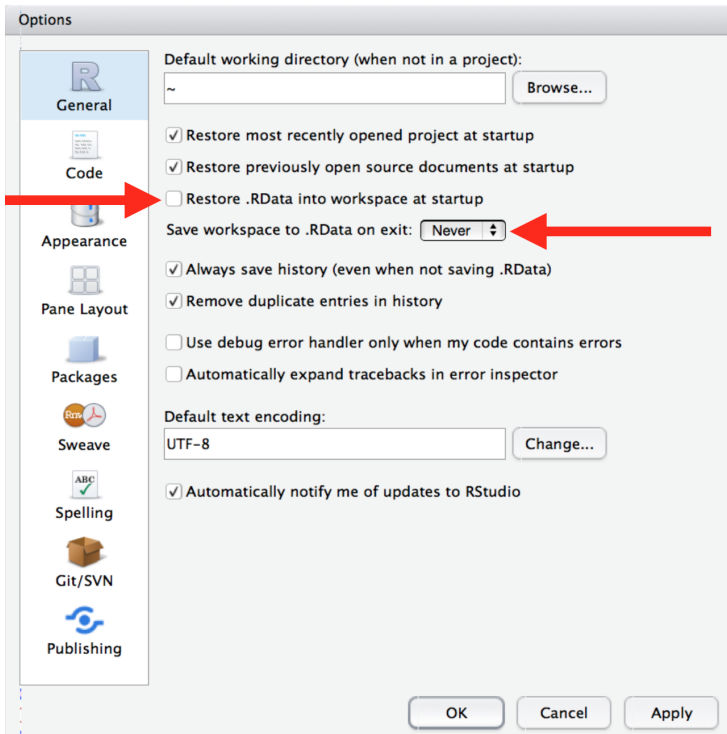 Options
General
Code
Appearance
Pane Layout
Packages
Rnw
Sweave
ABC
Spelling
Git/SVN
Publishing
Default working directory (when not in a project):
~
Browse...
Restore most recently opened project at startup
Restore previously open source documents at startup
Restore .RData into workspace at startup
Save workspace to .RData on exit: Never
Always save history (even when not saving .RData)
Remove duplicate entries in history
Use debug error handler only when my code contains errors
Automatically expand tracebacks in error inspector
Default text encoding:
UTF-8
Change...
Automatically notify me of updates to RStudio
OK Cancel Apply